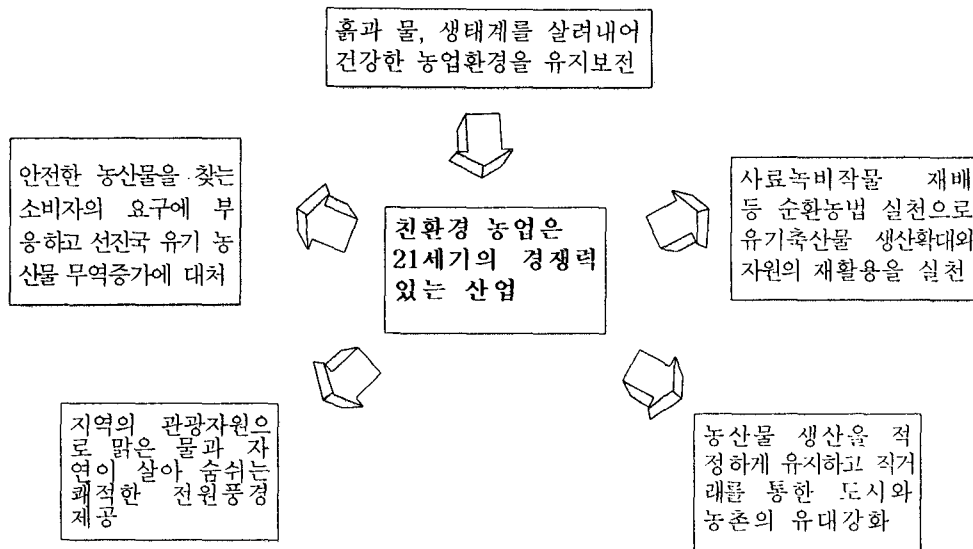 흙과 물, 생태계를 살려내어
건강한 농업환경을 유지보전
안전한 농산물을 찾는
소비자의 요구에 부
응하고 선진국 유기 농
산물 무역증가에 대처
친환경 농업은
21세기의 경쟁력
있는 산업
사료녹비작물 재배
등 순환농법 실천으로
유기축산물 생산확대와
자원의 재활용을 실천
지역의 관광자원으
로 맑은 물과 자
연이 살아 숨쉬는
쾌적한 전원풍경
제공
농산물 생산을 적
정하게 유지하고 직거
래를 통한 도시와
농촌의 유대강화